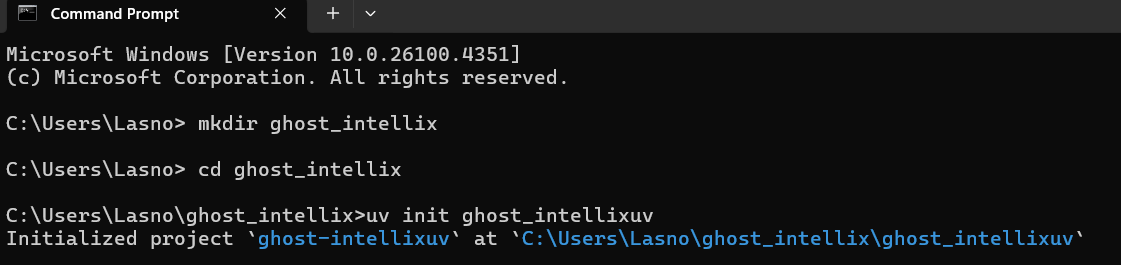 Command Prompt
Microsoft Windows [Version 10.0.26100.4351]
(c) Microsoft Corporation. All rights reserved.
C:\Users\Lasno> mkdir ghost_intellix
C:\Users\Lasno> cd ghost_intellix
C:\Users\Lasno\ghost_intellix>uv init ghost_intellixuv
Initialized project `ghost-intellixuv` at `C:\Users\Lasno\ghost_intellix\ghost_intellixuv`